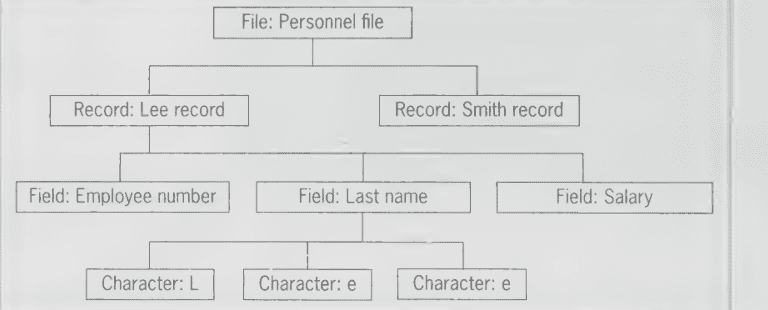 File: Personnel file
Record: Lee record
Record: Smith record
Field: Employee number
Field: Last name
Field: Salary
Character: L
Character: e
Character: e